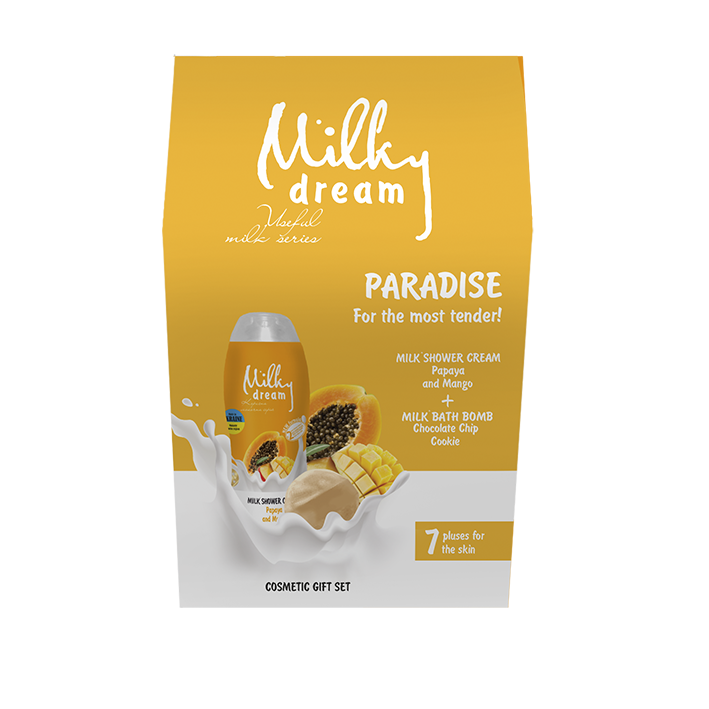 Milky
dream
Useful
milk series
PARADISE
For the most tender!
MILK SHOWER CREAM
Papaya
and Mango
+
MILK BATH BOMB
Chocolate Chip
Cookie
Milky
dream
MILK SHOWER C
Papaya
and M
7 pluses for
the skin
COSMETIC GIFT SET